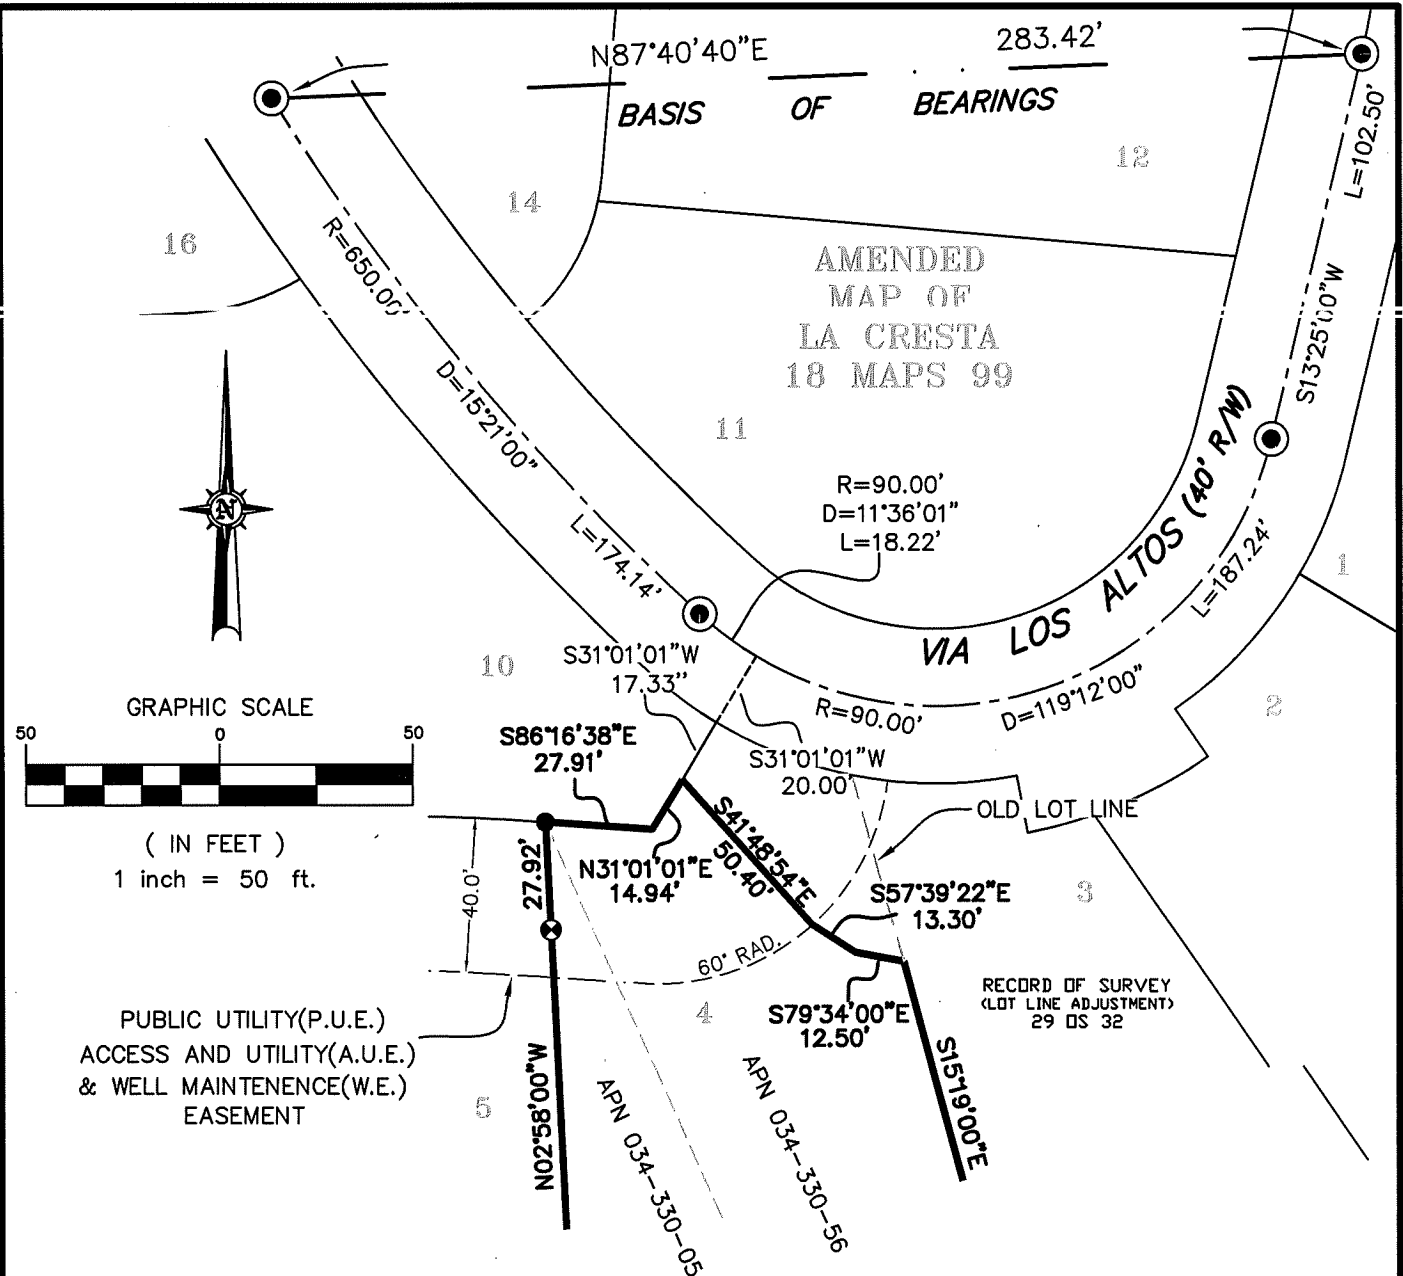 N87°40'40"E
283.42'
BASIS OF BEARINGS
L=102.50'
12
14
16
R=650.00'
AMENDED
MAP OF
LA CRESTA
18 MAPS 99
S13°25'00"W
D=15°21'00"
11
VIA LOS ALTOS (40' R/W)
R=90.00'
D=11°36'01"
L=18.22'
L=174.14'
L=187.24'
1
N
10
S31°01'01"W
17.33"
R=90.00'
D=119°12'00"
2
GRAPHIC SCALE
50 0 50
( IN FEET )
1 inch = 50 ft.
S86°16'38"E
27.91'
S31°01'01"W
20.00'
OLD LOT LINE
S41°48'54"E
50.40'
27.92'
N31°01'01"E
14.94'
40.0'
S57°39'22"E
13.30'
3
60' RAD.
S79°34'00"E
12.50'
RECORD OF SURVEY
(LOT LINE ADJUSTMENT)
29 OS 32
4
PUBLIC UTILITY(P.U.E.)
ACCESS AND UTILITY(A.U.E.)
& WELL MAINTENENCE(W.E.)
EASEMENT
5
N02°58'00"W
APN 034-330-05
APN 034-330-56
S15°19'00"E